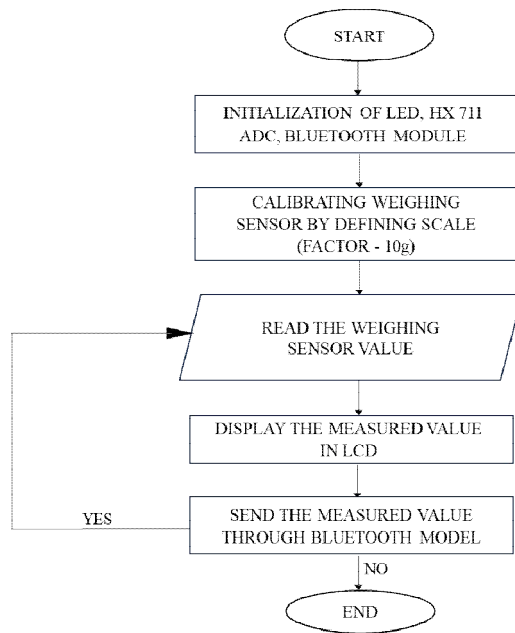 START
INITIALIZATION OF LED, HX 711
ADC, BLUETOOTH MODULE
CALIBRATING WEIGHING
SENSOR BY DEFINING SCALE
(FACTOR - 10g)
READ THE WEIGHING
SENSOR VALUE
DISPLAY THE MEASURED VALUE
IN LCD
YES
SEND THE MEASURED VALUE
THROUGH BLUETOOTH MODEL
NO
END